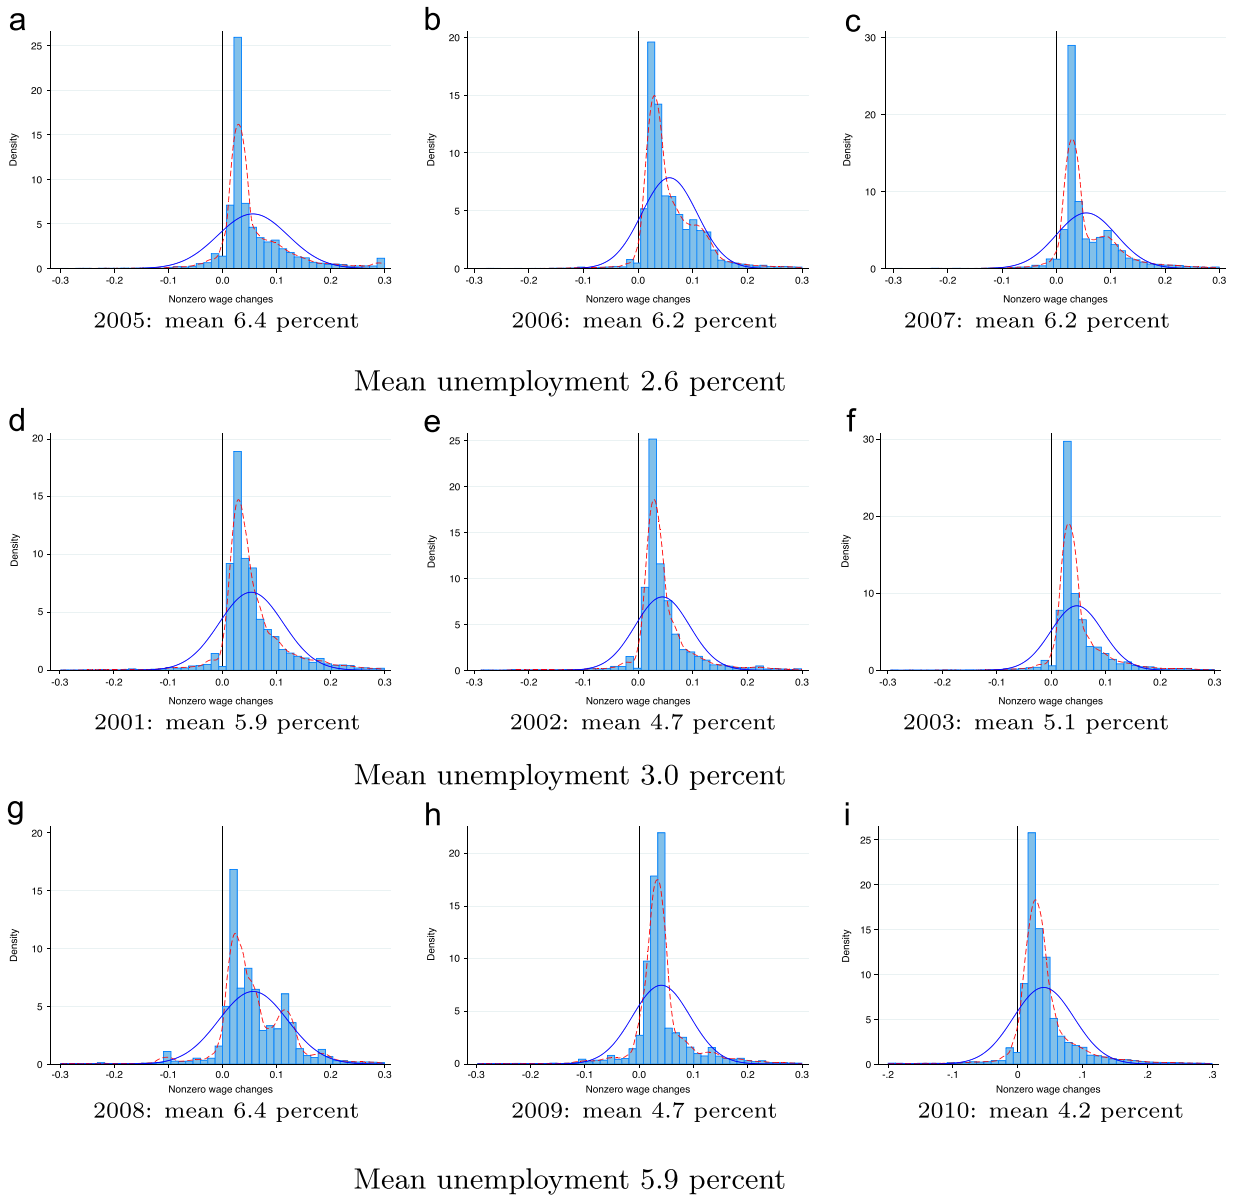 a
25
20
15
10
5
0
Density
-0.3 -0.2 -0.1 0.0 0.1 0.2 0.3
Nonzero wage changes
2005: mean 6.4 percent
b
20
15
10
5
0
Density
-0.3 -0.2 -0.1 0.0 0.1 0.2 0.3
Nonzero wage changes
2006: mean 6.2 percent
c
30
20
10
0
Density
-0.3 -0.2 -0.1 0.0 0.1 0.2 0.3
Nonzero wage changes
2007: mean 6.2 percent
Mean unemployment 2.6 percent
d
20
15
10
5
0
Density
-0.3 -0.2 -0.1 0.0 0.1 0.2 0.3
Nonzero wage changes
2001: mean 5.9 percent
e
25
20
15
10
5
0
Density
-0.3 -0.2 -0.1 0.0 0.1 0.2 0.3
Nonzero wage changes
2002: mean 4.7 percent
f
30
20
10
0
Density
-0.3 -0.1 0.0 0.1 0.2 0.3
Nonzero wage changes
2003: mean 5.1 percent
Mean unemployment 3.0 percent
g
20
15
10
5
0
Density
-0.3 -0.2 -0.1 0.0 0.1 0.2 0.3
Nonzero wage changes
2008: mean 6.4 percent
h
20
15
10
5
0
Density
-0.3 -0.2 -0.1 0.0 0.1 0.2 0.3
Nonzero wage changes
2009: mean 4.7 percent
i
25
20
15
10
5
0
Density
-.2 -.1 0 .1 .2 .3
Nonzero wage changes
2010: mean 4.2 percent
Mean unemployment 5.9 percent